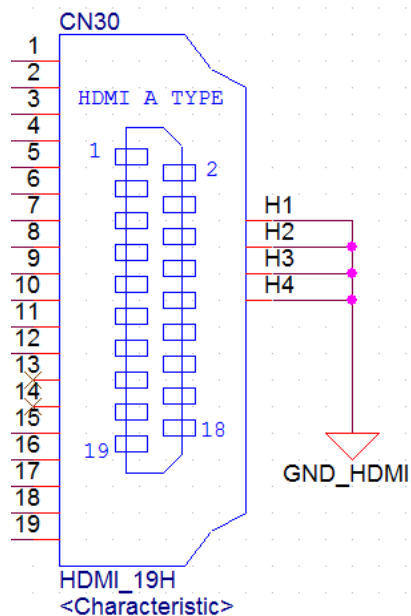 CN30
HDMI A TYPE
1
2
3
4
5
6
7
8
9
10
11
12
13
14
15
16
17
18
19
1
2
18
19
H1
H2
H3
H4
GND_HDMI
HDMI_19H
<Characteristic>